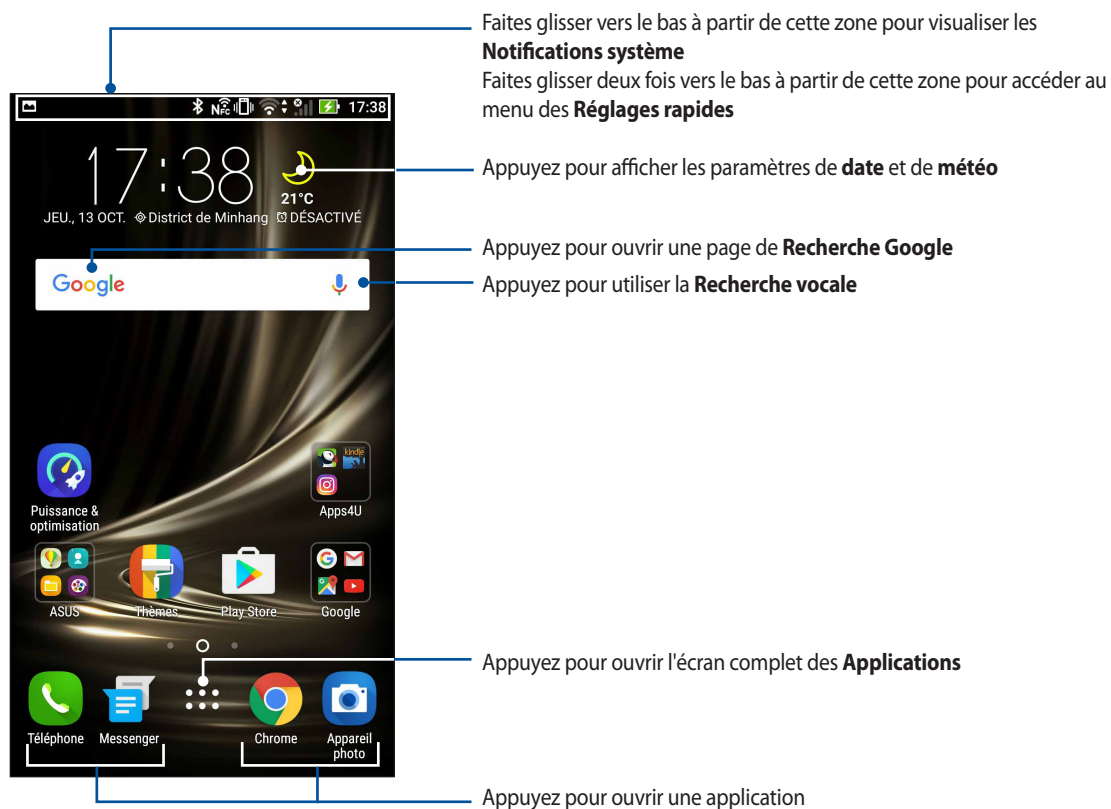 Faites glisser vers le bas à partir de cette zone pour visualiser les
Notifications système
Faites glisser deux fois vers le bas à partir de cette zone pour accéder au
menu des Réglages rapides
NFC 17:38
17:38
21°C
JEU., 13 OCT. District de Minhang DÉSACTIVÉ
Appuyez pour afficher les paramètres de date et de météo
Google
Appuyez pour ouvrir une page de Recherche Google
Appuyez pour utiliser la Recherche vocale
kindle
Puissance &
optimisation
Apps4U
ASUS Thèmes Play Store Google
Appuyez pour ouvrir l'écran complet des Applications
Téléphone Messenger Chrome Appareil
photo
Appuyez pour ouvrir une application